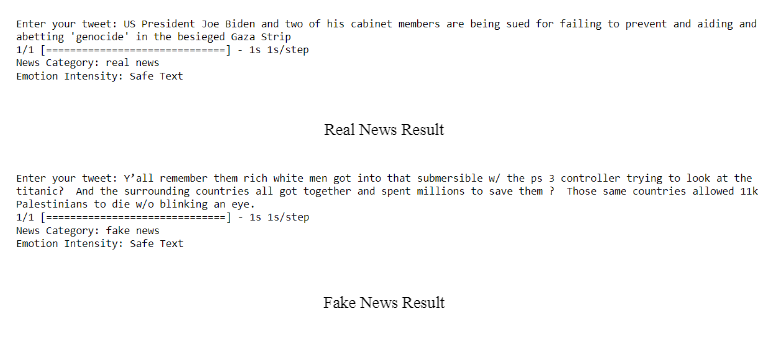 Enter your tweet: US President Joe Biden and two of his cabinet members are being sued for failing to prevent and aiding and
abetting 'genocide' in the besieged Gaza Strip
1/1 [==============================] - 1s 1s/step
News Category: real news
Emotion Intensity: Safe Text
Real News Result
Enter your tweet: Y’all remember them rich white men got into that submersible w/ the ps 3 controller trying to look at the
titanic?  And the surrounding countries all got together and spent millions to save them ?  Those same countries allowed 11k
Palestinians to die w/o blinking an eye.
1/1 [==============================] - 1s 1s/step
News Category: fake news
Emotion Intensity: Safe Text
Fake News Result